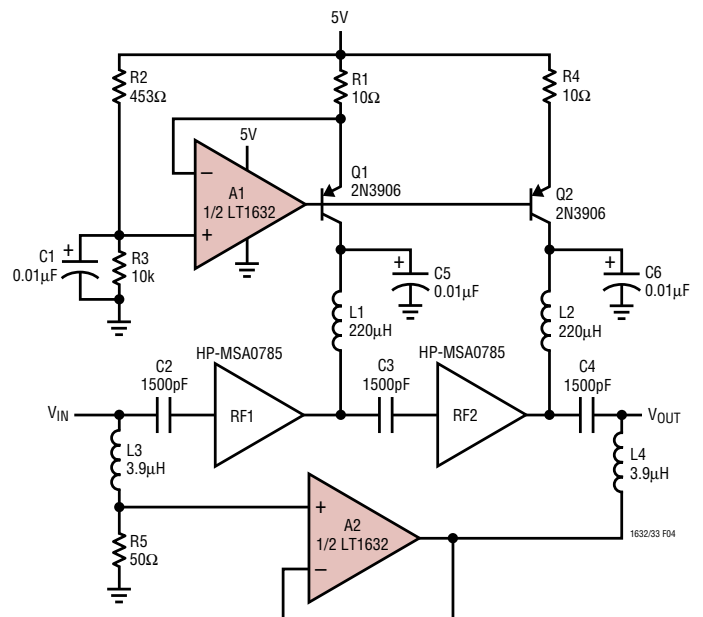 5V
R2
453Ω
R1
10Ω
R4
10Ω
5V
Q1
2N3906
Q2
2N3906
−
A1
1/2 LT1632
+
C1
+
0.01µF
R3
10k
+
C5
0.01µF
+
C6
0.01µF
L1
220µH
L2
220µH
HP-MSA0785
HP-MSA0785
C2
1500pF
C3
1500pF
C4
1500pF
VIN
RF1
RF2
VOUT
L3
3.9µH
L4
3.9µH
+
A2
1/2 LT1632
−
R5
50Ω
1632/33 F04